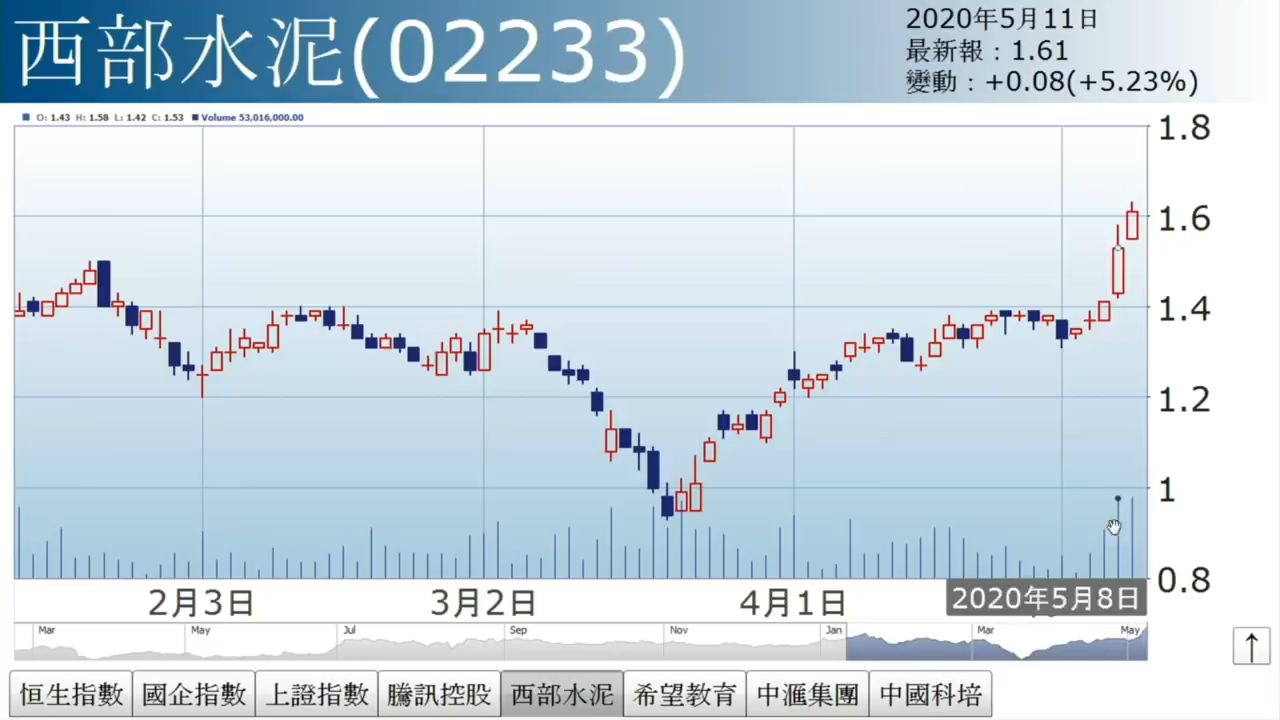 西部水泥(02233)
2020年5月11日
最新報：1.61
變動：+0.08(+5.23%)
O: 1.43 H: 1.58 L: 1.42 C: 1.53 Volume 53,016,000.00
1.8
1.6
1.4
1.2
1
0.8
2月3日 3月2日 4月1日 2020年5月8日
Mar May Jul Sep Nov Jan Mar May
↑
恒生指數 國企指數 上證指數 騰訊控股 西部水泥 希望教育 中滙集團 中國科培